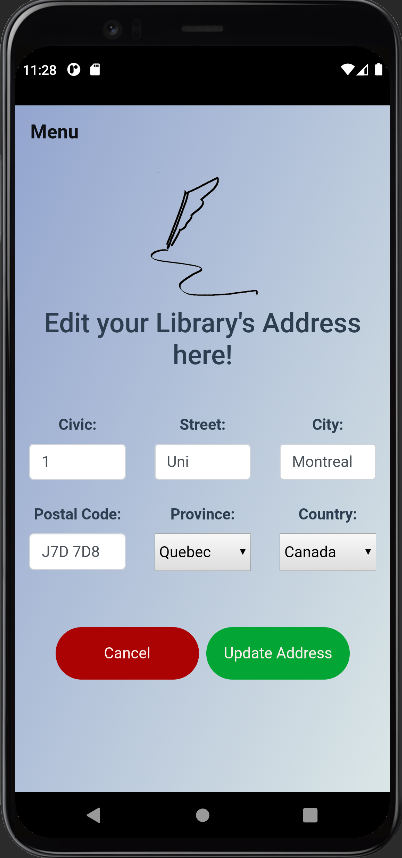 11:28
Menu
Edit your Library's Address
here!
Civic: Street: City:
1 Uni Montreal
Postal Code: Province: Country:
J7D 7D8 Quebec Canada
Cancel Update Address